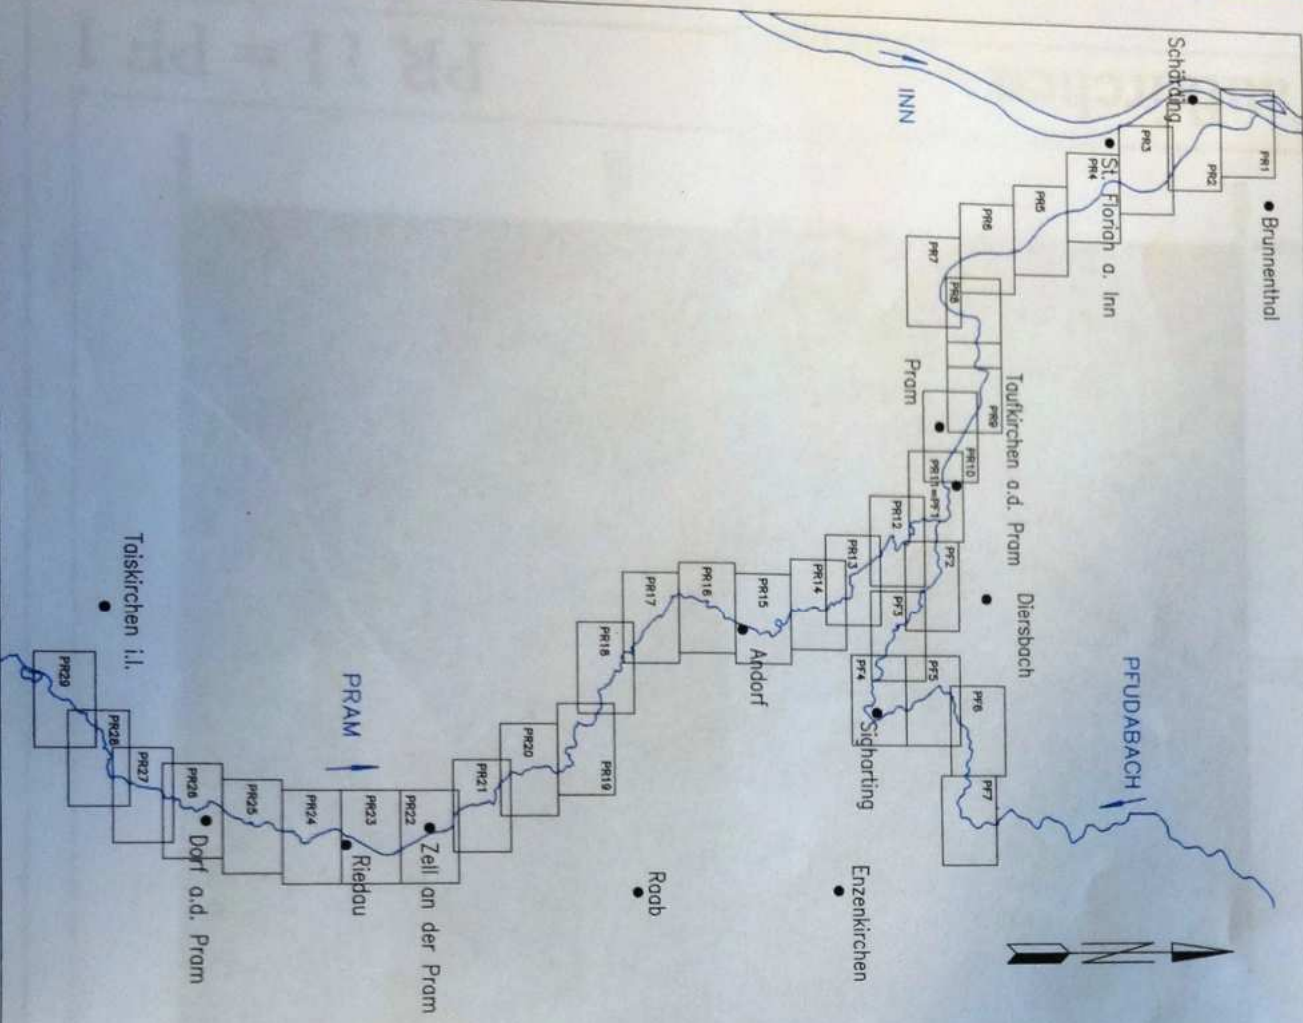 Brunnenthal
PR1
PR2
Schärding
PR3
PFUDABACH
St. Florian a. Inn
PR4
PR5
Diersbach
Taufkirchen a.d. Pram
PR6
PR9
PF7
PF6
PR10
PR8
PF2
PR7
PR11=PF1
PF5
Pram
INN
PF3
PR12
Sigharting
PF4
Enzenkirchen
PR13
PR14
PR15
Andorf
PR16
Raab
PR17
PR18
PR19
PR20
PR21
Zell an der Pram
PR22
PR23
Riedau
PRAM
PR24
PR25
PR26
Dorf a.d. Pram
PR27
Taiskirchen i.I.
PR28
PR29